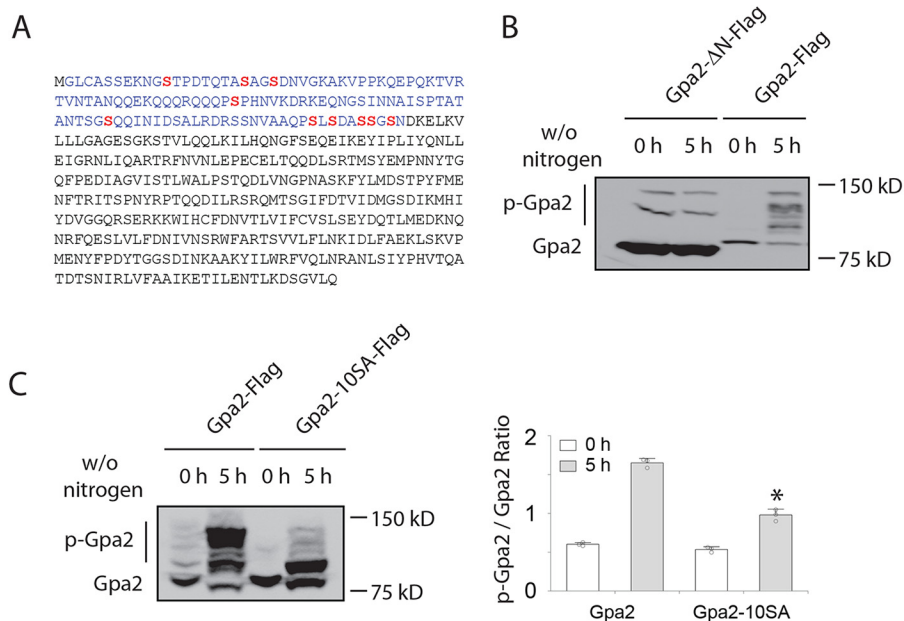 A
MGLCASSEKNGSTPDTQTASAGSDNVGKAKVPPKQEPQKTVR
TVNTANQQEKQQQRQQQPSPHNVKDRKEQNGSINNAISPTAT
ANTSGSQQINIDSALRDRSSNVAAQPSLSDASSGSNDKELKV
LLLGAGESGKSTVLQQLKILHQNGFSEQEIKEYIPLIYQNLL
EIGRNLIQARTRFNVNLEPECELTQQDLSRTMSYEMPNNYTG
QFPEDIAGVISTLWALPSTQDLVNGPNASKFYLMDSTPYFME
NFTRITSPNYRPTQQDILRSRQMTSGIFDTVIDMGSDIKMHI
YDVGGQRSERKKWIHCFDNVTLVIFCVSLSEYDQTLMEDKNQ
NRFQESLVLFDNIVNSRWFARTSVVLFLNKIDLFAEKLSKVP
MENYFPDYTGGSDINKAAKYILWRFVQLNRANLSIYPHVTQA
TDTSNIRLVFAAIKETILENTLKDSGVLQ
B
Gpa2-ΔN-Flag
Gpa2-Flag
w/o nitrogen
0 h 5 h 0 h 5 h
p-Gpa2
Gpa2
150 kD
75 kD
C
Gpa2-Flag
Gpa2-10SA-Flag
w/o nitrogen
0 h 5 h 0 h 5 h
p-Gpa2
Gpa2
150 kD
75 kD
p-Gpa2 / Gpa2 Ratio
2
1
0
0 h
5 h
*
Gpa2 Gpa2-10SA